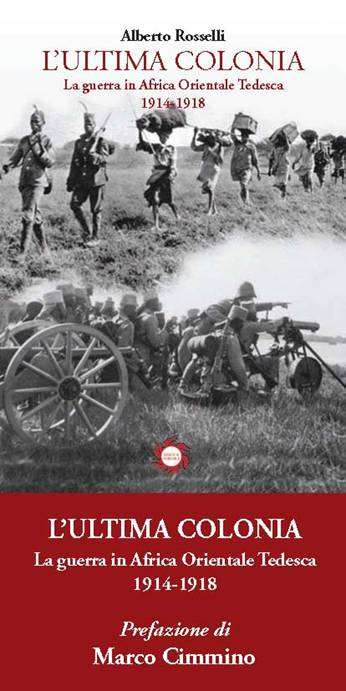 Alberto Rosselli
L'ULTIMA COLONIA
La guerra in Africa Orientale Tedesca
1914-1918
L'ULTIMA COLONIA
La guerra in Africa Orientale Tedesca
1914-1918
Prefazione di
Marco Cimmino